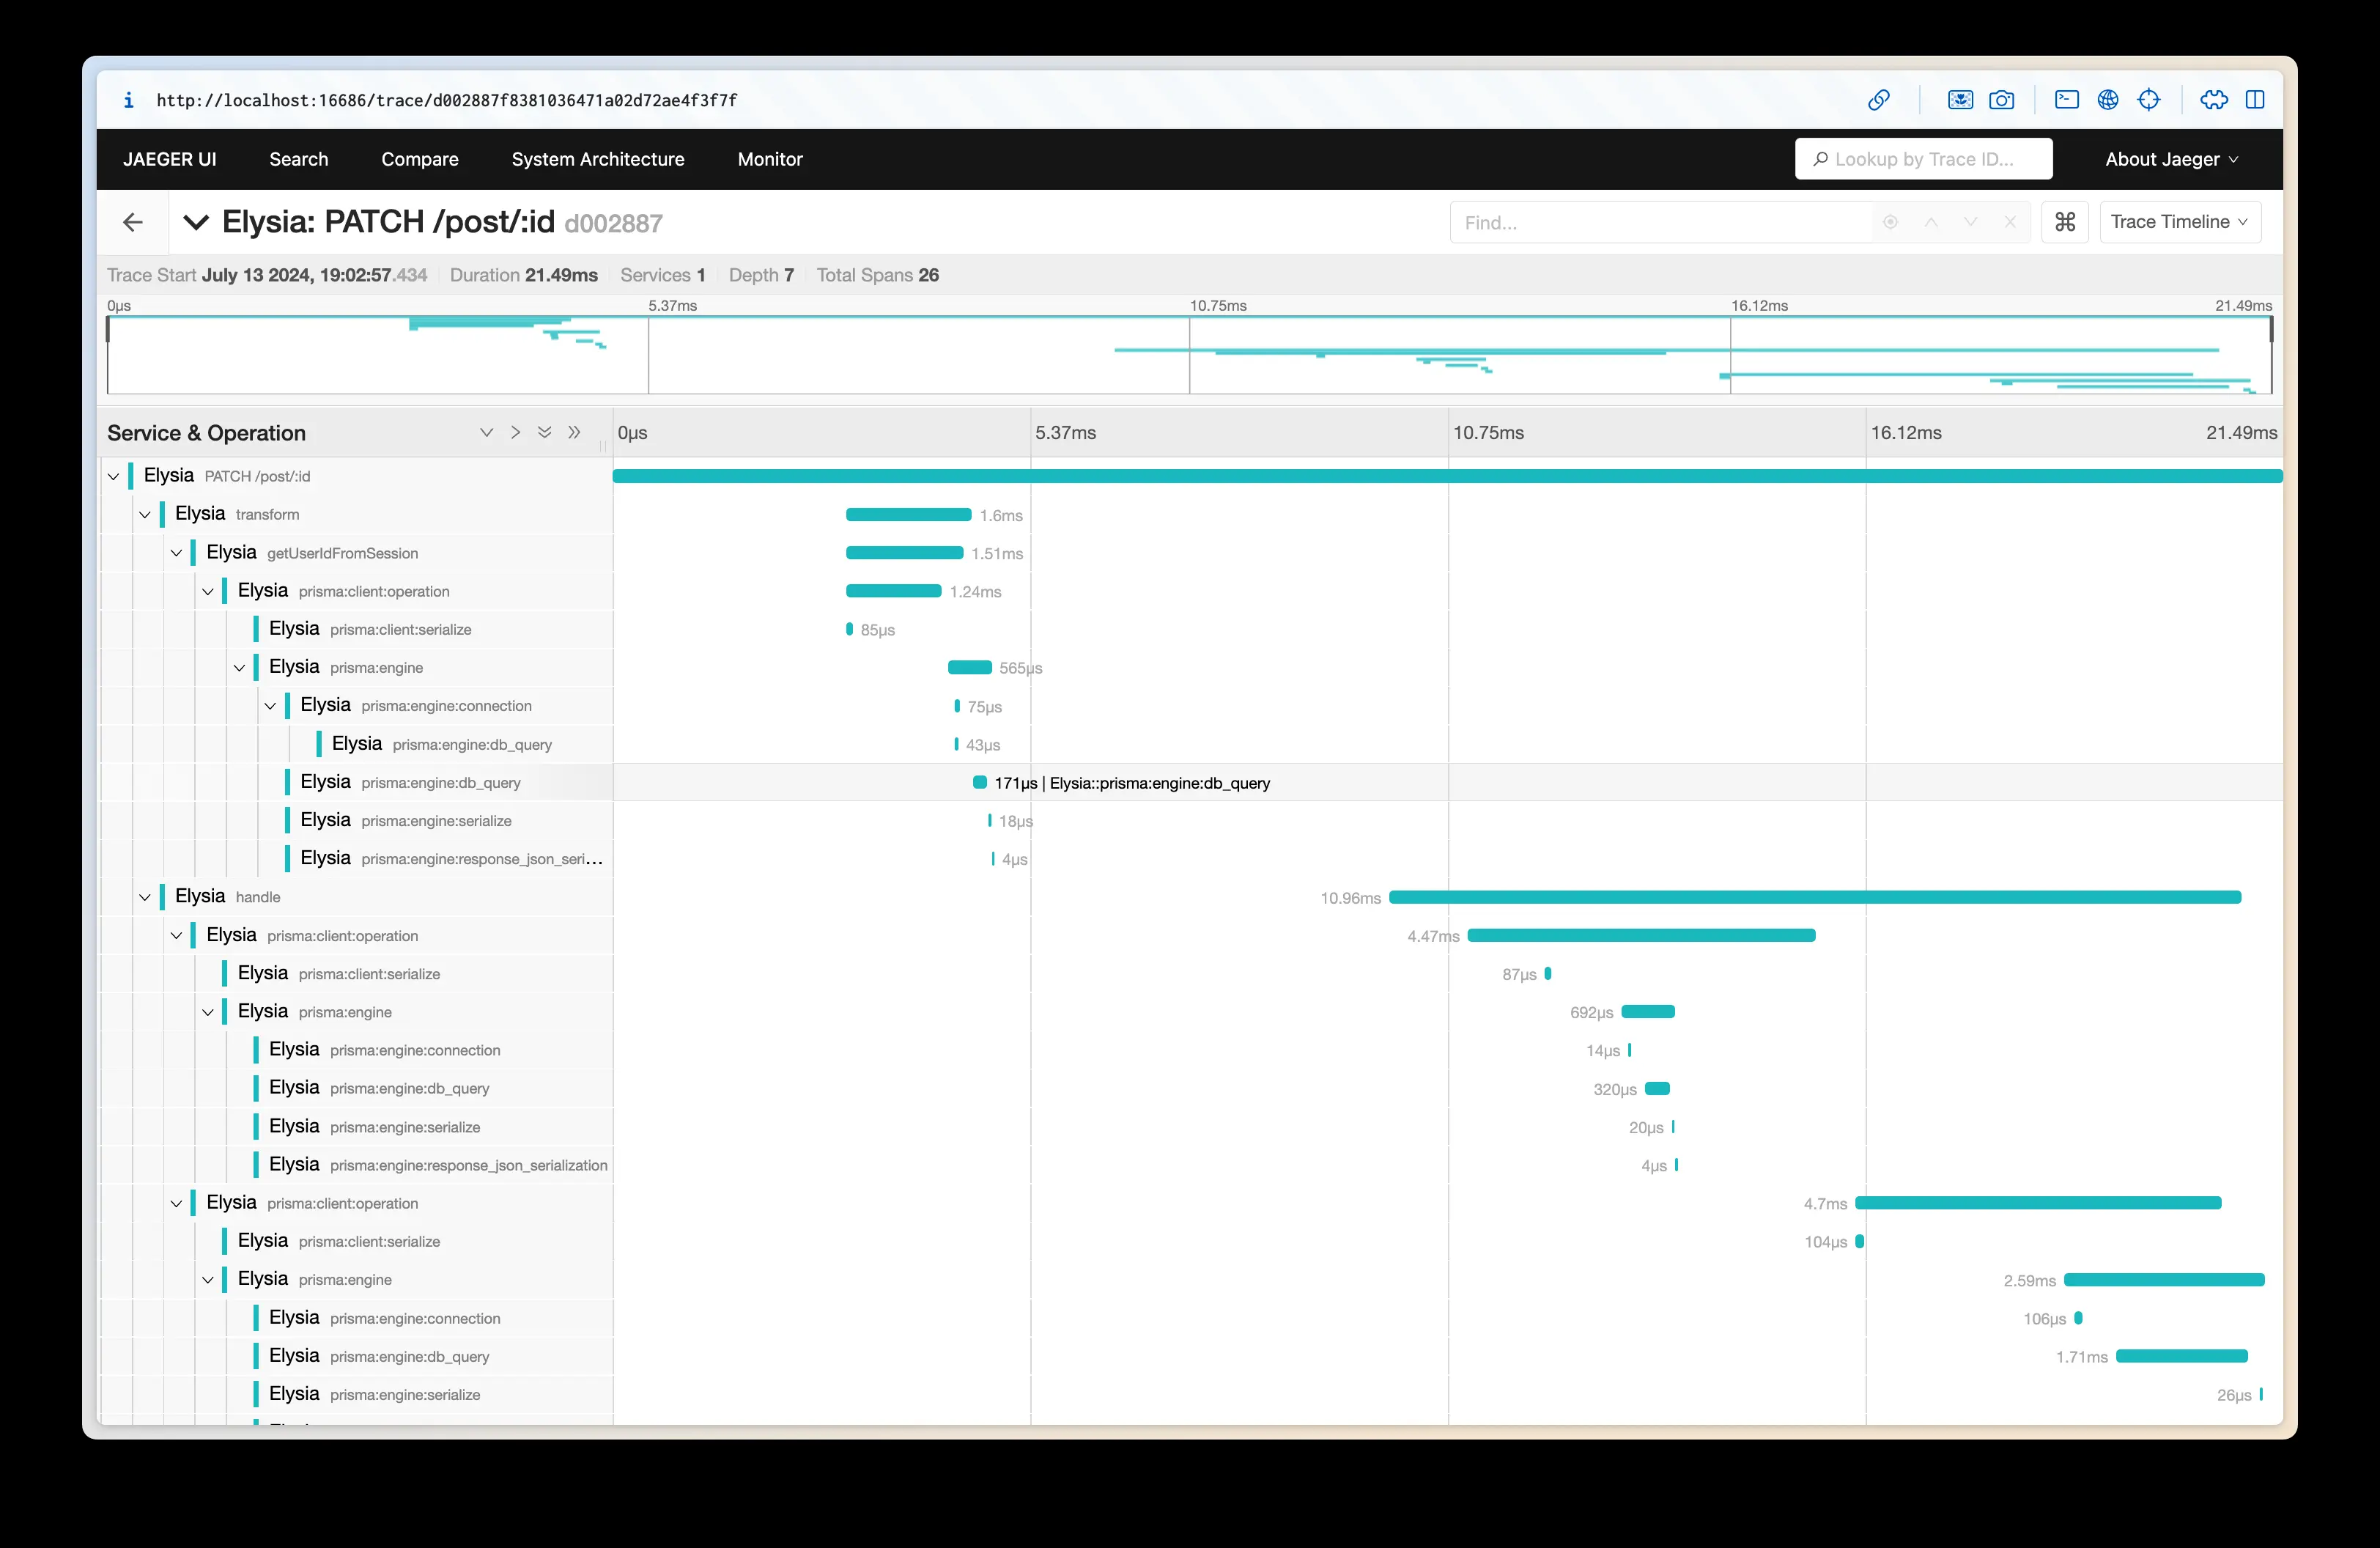 i http://localhost:16686/trace/d002887f8381036471a02d72ae4f3f7f
JAEGER UI Search Compare System Architecture Monitor Lookup by Trace ID... About Jaeger
Elysia: PATCH /post/:id d002887 Find... ⌘ Trace Timeline
Trace Start July 13 2024, 19:02:57.434 Duration 21.49ms Services 1 Depth 7 Total Spans 26
0μs 5.37ms 10.75ms 16.12ms 21.49ms
Service & Operation 0μs 5.37ms 10.75ms 16.12ms 21.49ms
Elysia PATCH /post/:id
Elysia transform 1.6ms
Elysia getUserIdFromSession 1.51ms
Elysia prisma:client:operation 1.24ms
Elysia prisma:client:serialize 85μs
Elysia prisma:engine 565μs
Elysia prisma:engine:connection 75μs
Elysia prisma:engine:db_query 43μs
Elysia prisma:engine:db_query 171μs | Elysia::prisma:engine:db_query
Elysia prisma:engine:serialize 18μs
Elysia prisma:engine:response_json_seri... 4μs
Elysia handle 10.96ms
Elysia prisma:client:operation 4.47ms
Elysia prisma:client:serialize 87μs
Elysia prisma:engine 692μs
Elysia prisma:engine:connection 14μs
Elysia prisma:engine:db_query 320μs
Elysia prisma:engine:serialize 20μs
Elysia prisma:engine:response_json_serialization 4μs
Elysia prisma:client:operation 4.7ms
Elysia prisma:client:serialize 104μs
Elysia prisma:engine 2.59ms
Elysia prisma:engine:connection 106μs
Elysia prisma:engine:db_query 1.71ms
Elysia prisma:engine:serialize 26μs